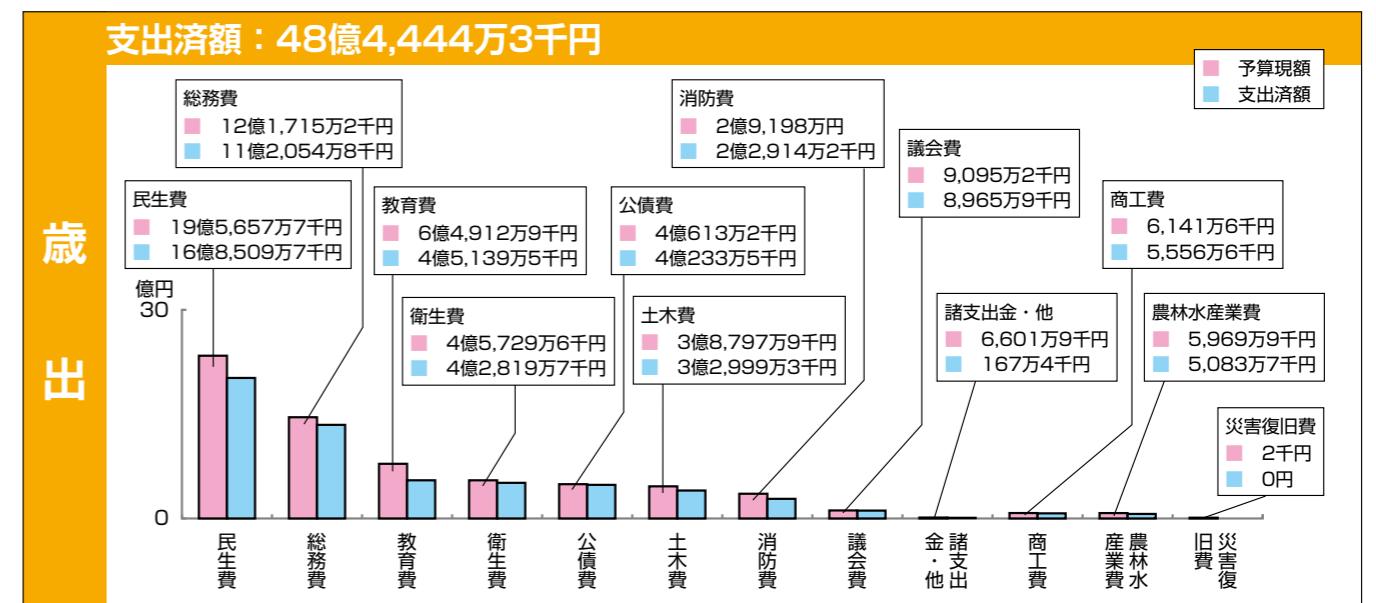 支出済額：48億4,444万3千円
予算現額
支出済額
歳出
総務費
12億1,715万2千円
11億2,054万8千円
消防費
2億9,198万円
2億2,914万2千円
議会費
9,095万2千円
8,965万9千円
民生費
19億5,657万7千円
16億8,509万7千円
教育費
6億4,912万9千円
4億5,139万5千円
公債費
4億613万2千円
4億233万5千円
商工費
6,141万6千円
5,556万6千円
衛生費
4億5,729万6千円
4億2,819万7千円
土木費
3億8,797万9千円
3億2,999万3千円
諸支出金・他
6,601万9千円
167万4千円
農林水産業費
5,969万9千円
5,083万7千円
災害復旧費
2千円
0円
億円
30
0
民生費
総務費
教育費
衛生費
公債費
土木費
消防費
議会費
諸支出
金・他
商工費
農林水
産業費
災害復
旧費